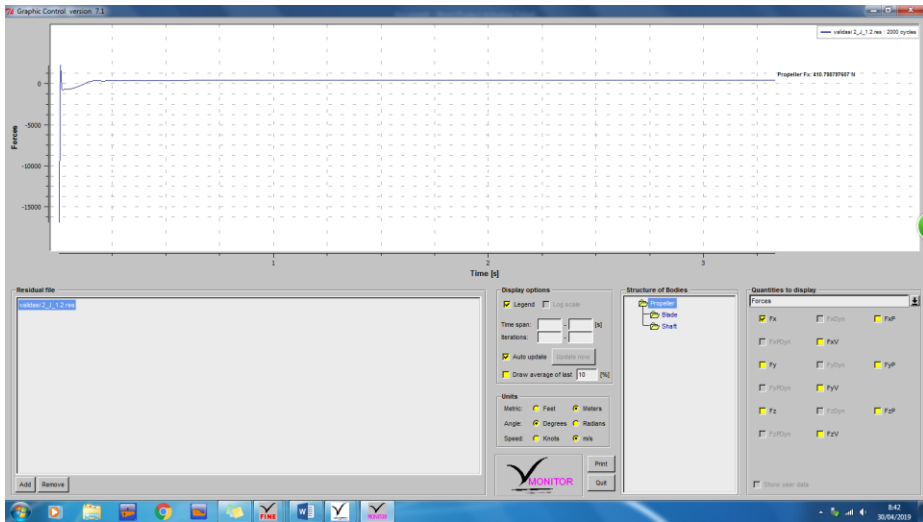 Graphic Control version 7.1
validasi 2_J_1.2.res : 2000 cycles
Propeller Fx: 410.798797607 N
0
-5000
-10000
-15000
Forces
1
2
3
Time [s]
Residual file
validasi 2_J_1.2.res
Add
Remove
Display options
Legend
Log scale
Time span:
-
[s]
Iterations:
-
Auto update
Update now
Draw average of last
10
[%]
Units
Metric:
Feet
Meters
Angle:
Degrees
Radians
Speed:
Knots
m/s
MONITOR
Print
Quit
Structure of Bodies
Propeller
Blade
Shaft
Quantities to display
Forces
Fx
FxDyn
FxP
FxPDyn
FxV
Fy
FyDyn
FyP
FyPDyn
FyV
Fz
FzDyn
FzP
FzPDyn
FzV
Show user data
FINE
W
MONITOR
8:42
30/04/2019